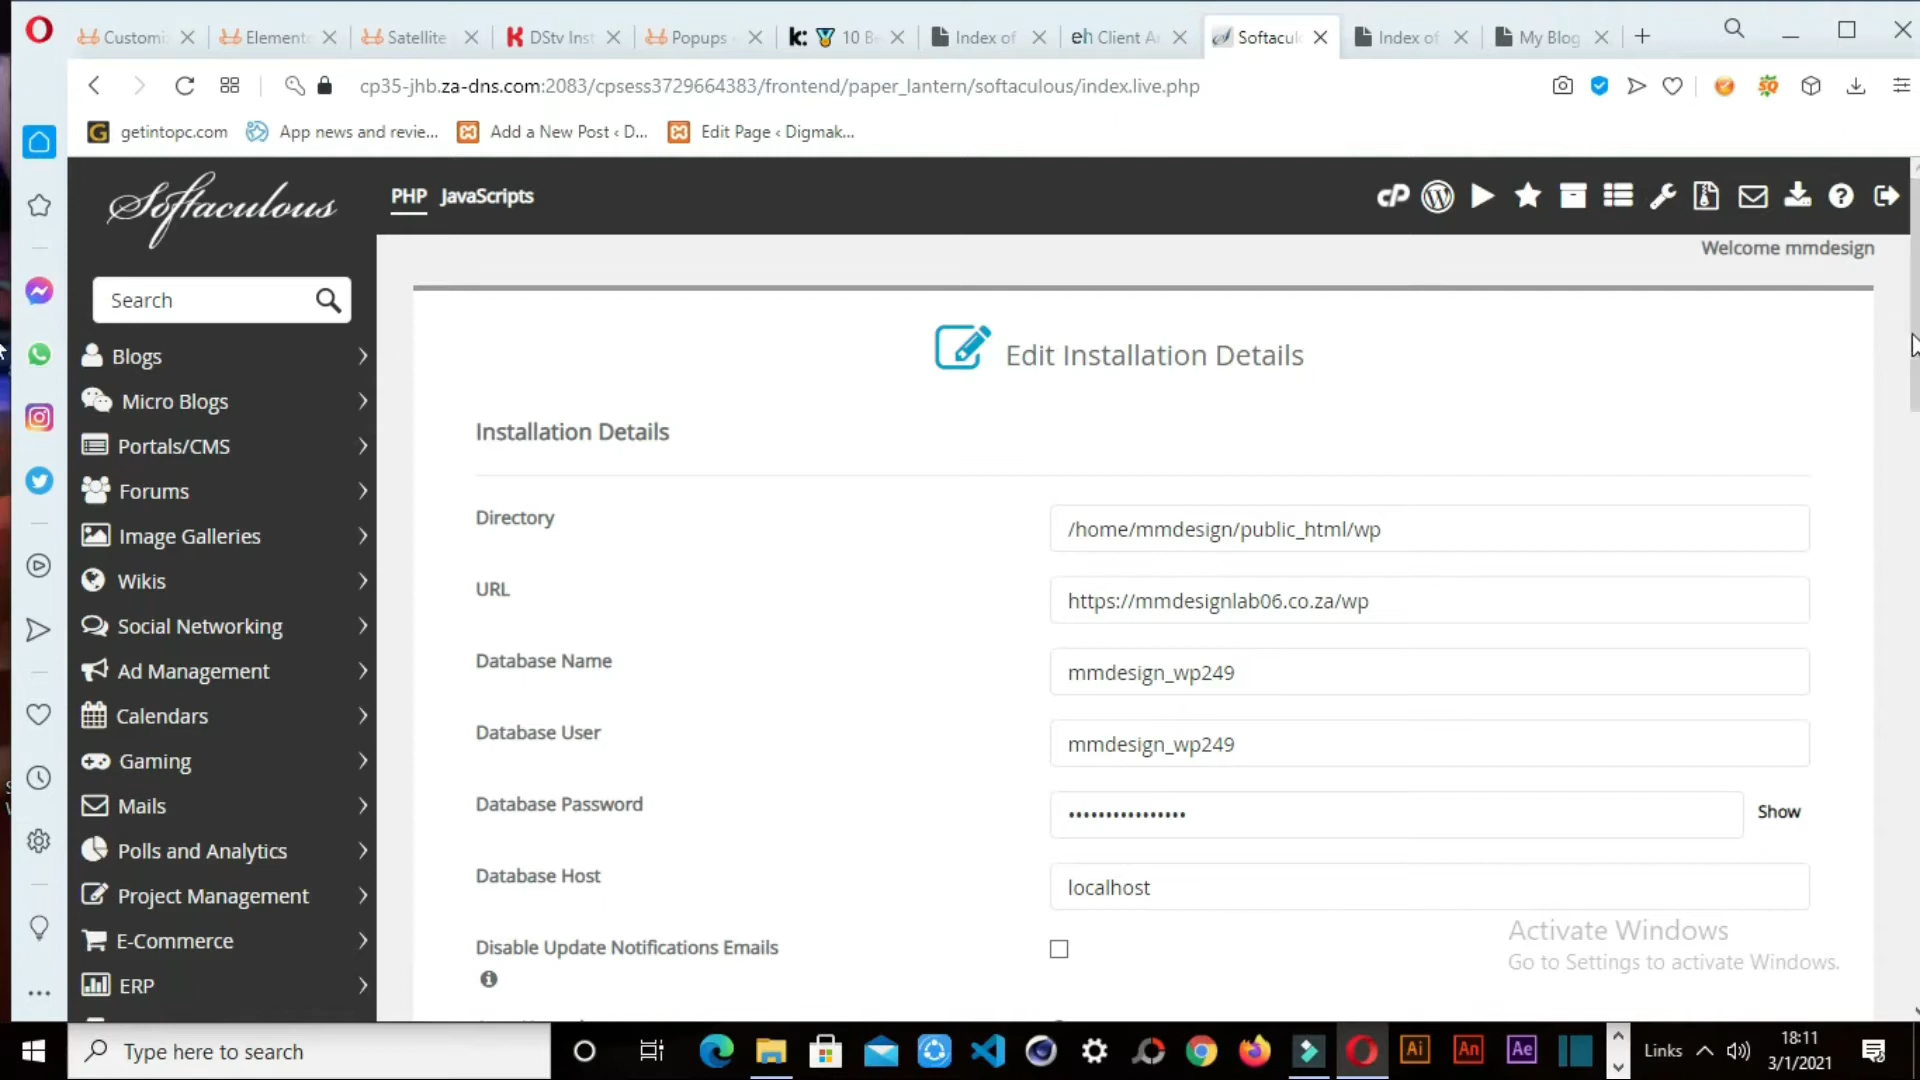 Customi
Elemento
Satellite
DStv Inst
Popups -
10 Be
Index of
Client Ar
Softacul
Index of
My Blog
cp35-jhb.za-dns.com:2083/cpsess3729664383/frontend/paper_lantern/softaculous/index.live.php
getintopc.com
App news and revie...
Add a New Post ‹ D...
Edit Page ‹ Digmak...
Softaculous
PHP JavaScripts
Welcome mmdesign
Search
Blogs
Micro Blogs
Portals/CMS
Forums
Image Galleries
Wikis
Social Networking
Ad Management
Calendars
Gaming
Mails
Polls and Analytics
Project Management
E-Commerce
ERP
Edit Installation Details
Installation Details
Directory
/home/mmdesign/public_html/wp
URL
https://mmdesignlab06.co.za/wp
Database Name
mmdesign_wp249
Database User
mmdesign_wp249
Database Password
••••••••••••••••
Show
Database Host
localhost
Disable Update Notifications Emails
Activate Windows
Go to Settings to activate Windows.
Type here to search
Links
18:11
3/1/2021